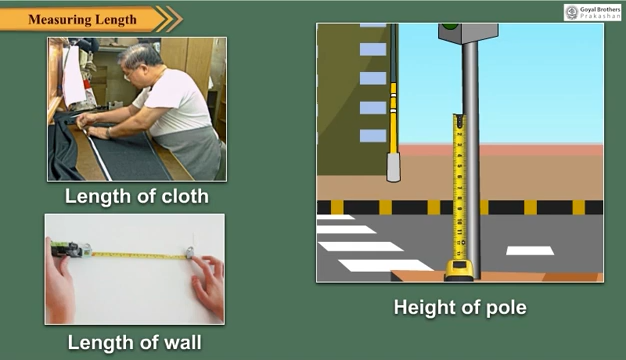 Measuring Length
Goyal Brothers
Prakashan
Length of cloth
Length of wall
Height of pole